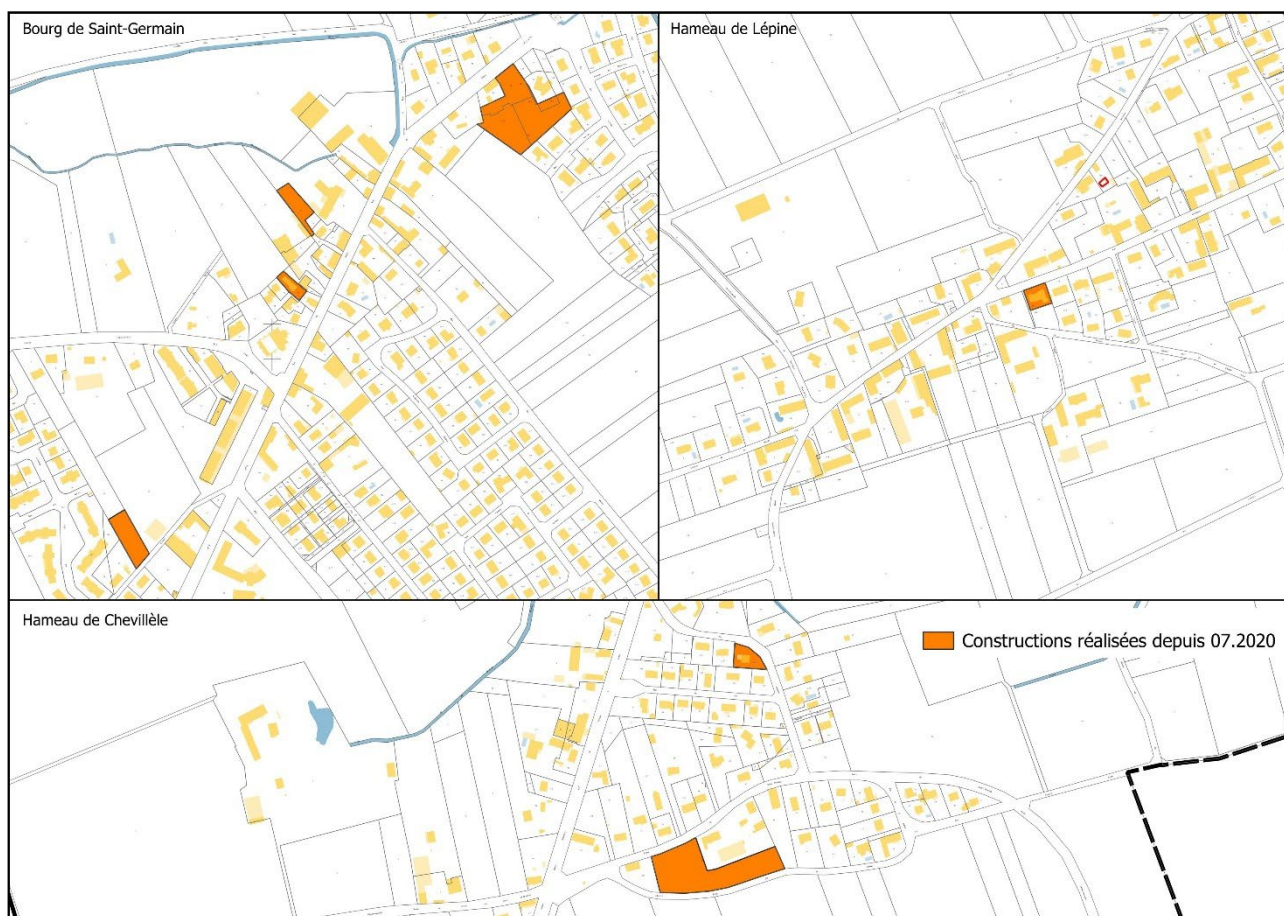 Bourg de Saint-Germain
Hameau de Lépine
Hameau de Chevillèle
Constructions réalisées depuis 07.2020